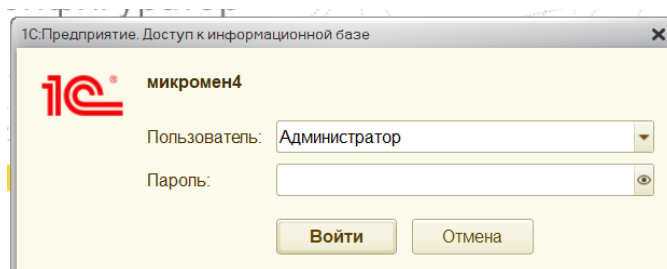 1С:Предприятие. Доступ к информационной базе
1С
микромен4
Пользователь: Администратор
Пароль:
Войти Отмена